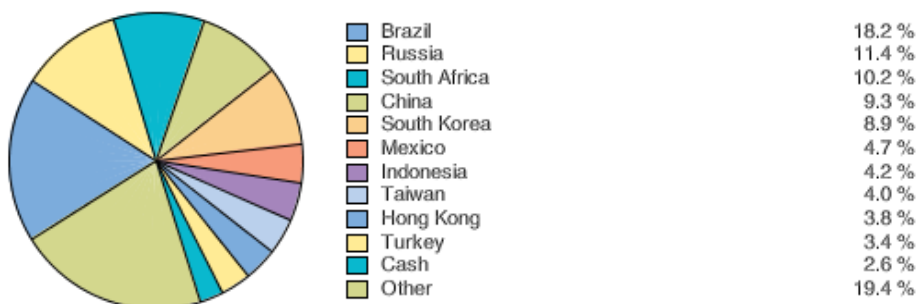 Brazil 18.2 %
Russia 11.4 %
South Africa 10.2 %
China 9.3 %
South Korea 8.9 %
Mexico 4.7 %
Indonesia 4.2 %
Taiwan 4.0 %
Hong Kong 3.8 %
Turkey 3.4 %
Cash 2.6 %
Other 19.4 %